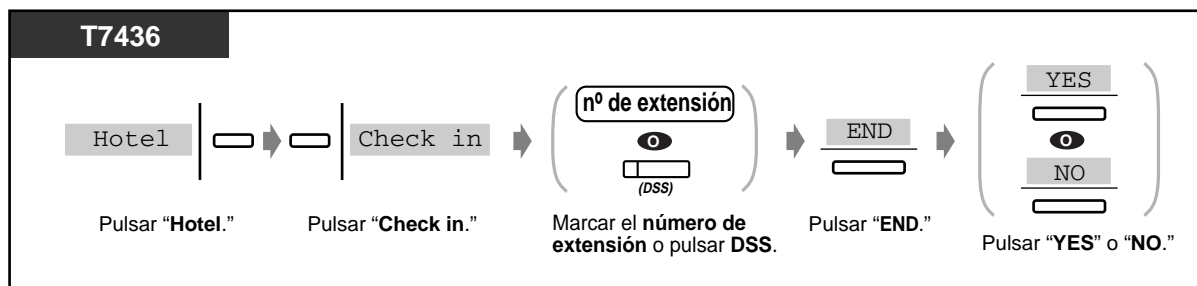 T7436
Hotel
Check in
nº de extensión
o
(DSS)
END
YES
o
NO
Pulsar “Hotel.”
Pulsar “Check in.”
Marcar el número de
extensión o pulsar DSS.
Pulsar “END.”
Pulsar “YES” o “NO.”